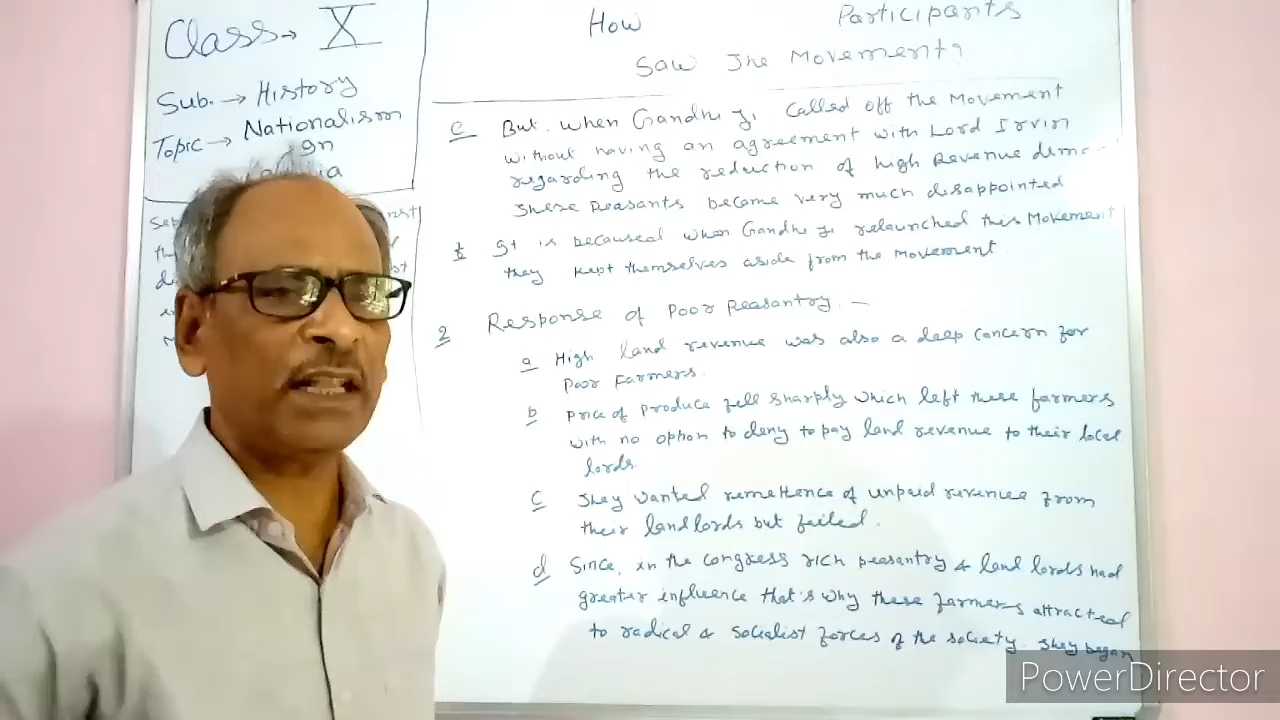 Class → X
Sub. → History
Topic → Nationalism
In
How Participants
Saw The Movement?
e But when Gandhi ji called off the Movement
without having an agreement with Lord Irvin
regarding the reduction of high Revenue
These peasants became very much disappointed
f It is because when Gandhi ji relaunched this Movement
they kept themselves aside from the Movement
2 Response of Poor Peasantry. —
a High land revenue was also a deep concern for
Poor Farmers.
b Price of produce fell sharply which left these farmers
with no option to deny to pay land revenue to their local
lords.
c They wanted remettence of unpaid revenue from
their landlords but failed.
d Since, in the congress rich peasantry & land lords had
greater influence that's why these farmers attracted
to radical & socialist forces of the society. They began
PowerDirector